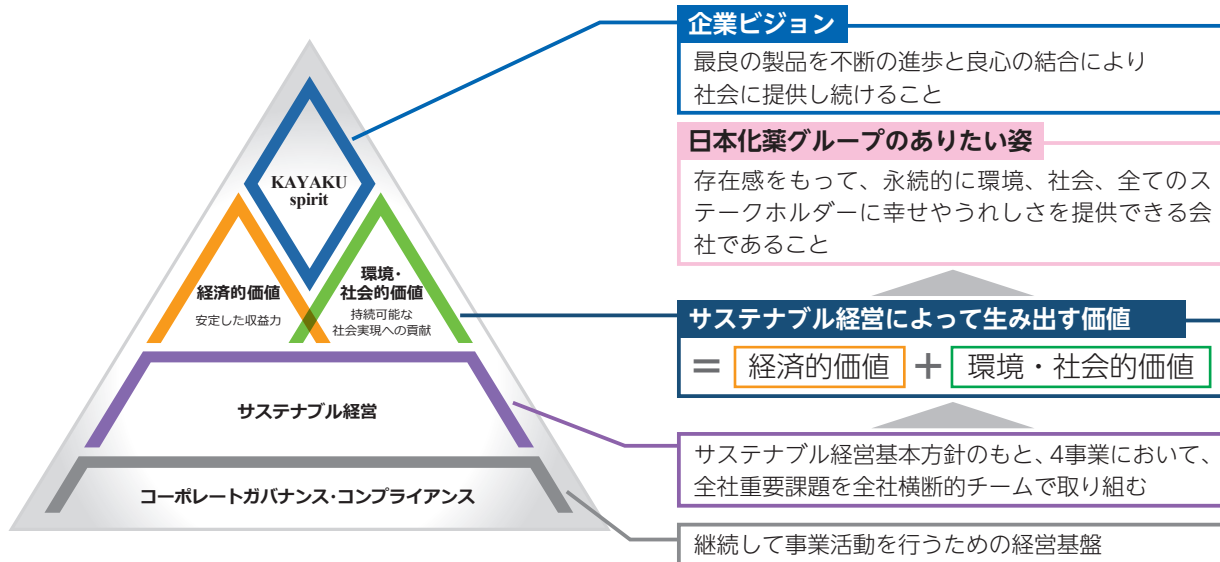 KAYAKU
spirit
経済的価値
安定した収益力
環境・
社会的価値
持続可能な
社会実現への貢献
サステナブル経営
コーポレートガバナンス・コンプライアンス
企業ビジョン
最良の製品を不断の進歩と良心の結合により
社会に提供し続けること
日本化薬グループのありたい姿
存在感をもって、永続的に環境、社会、全てのス
テークホルダーに幸せやうれしさを提供できる会
社であること
サステナブル経営によって生み出す価値
＝ 経済的価値 ＋ 環境・社会的価値
サステナブル経営基本方針のもと、4事業において、
全社重要課題を全社横断的チームで取り組む
継続して事業活動を行うための経営基盤